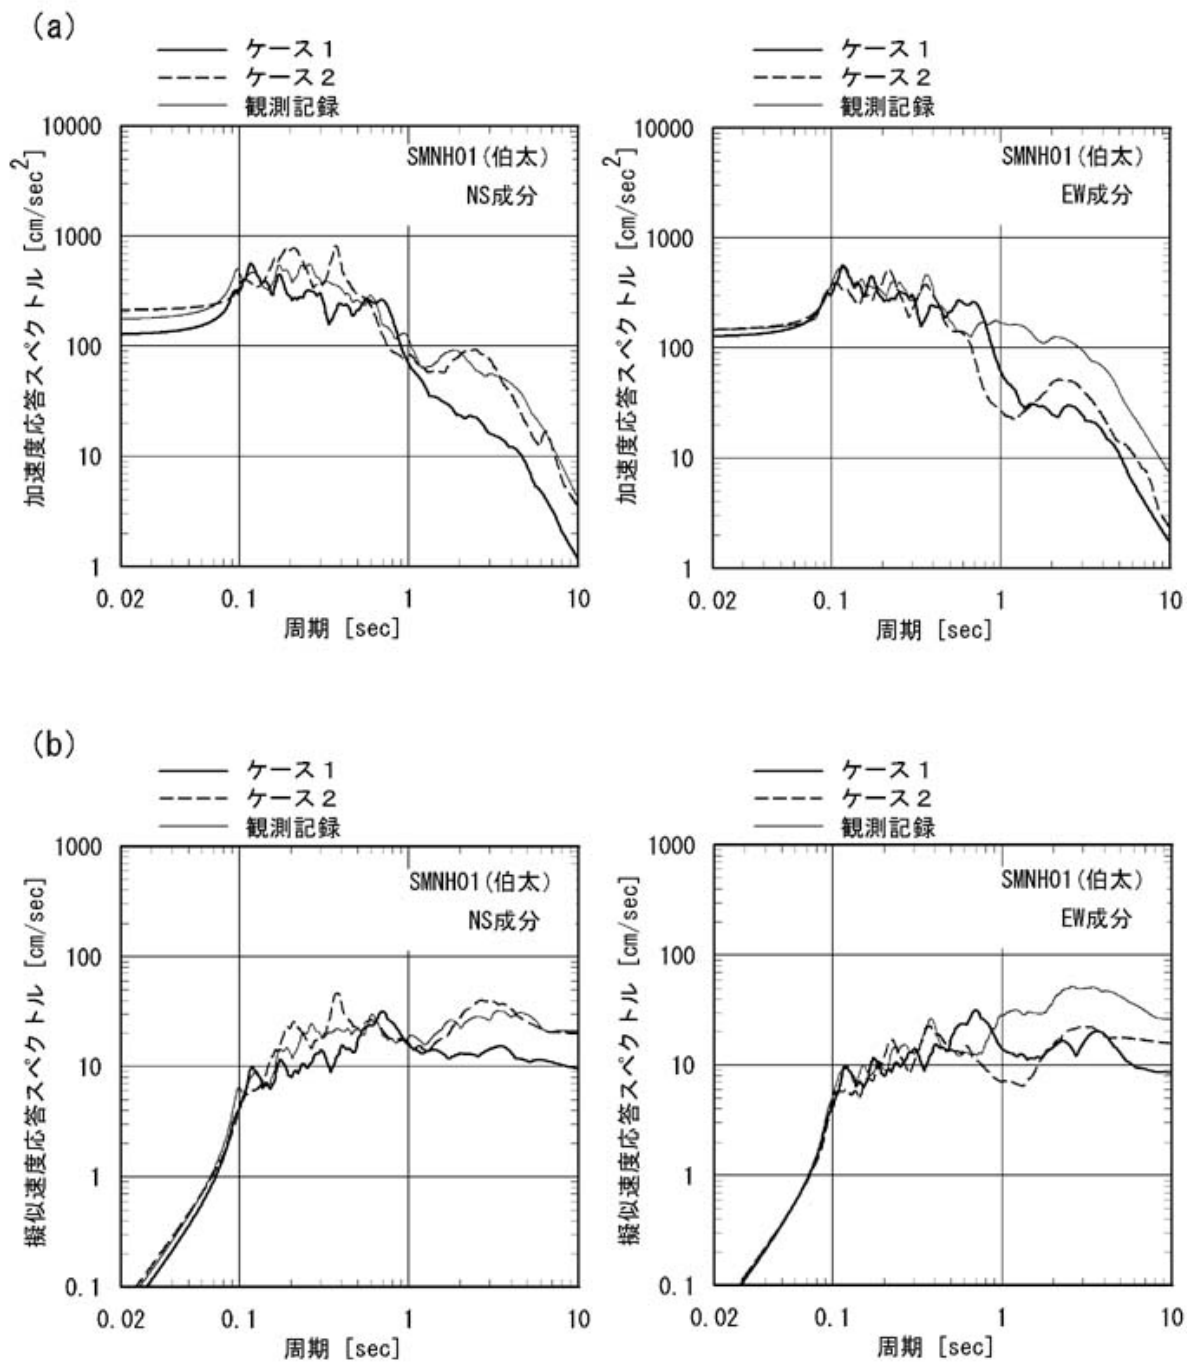 (a)
ケース1
ケース2
観測記録
加速度応答スペクトル [cm/sec2]
10000
1000
100
10
1
SMNH01(伯太)
NS成分
0.02
0.1
1
10
周期 [sec]
ケース1
ケース2
観測記録
加速度応答スペクトル [cm/sec2]
10000
1000
100
10
1
SMNH01(伯太)
EW成分
0.02
0.1
1
10
周期 [sec]
(b)
ケース1
ケース2
観測記録
擬似速度応答スペクトル [cm/sec]
1000
100
10
1
0.1
SMNH01(伯太)
NS成分
0.02
0.1
1
10
周期 [sec]
ケース1
ケース2
観測記録
擬似速度応答スペクトル [cm/sec]
1000
100
10
1
0.1
SMNH01(伯太)
EW成分
0.02
0.1
1
10
周期 [sec]